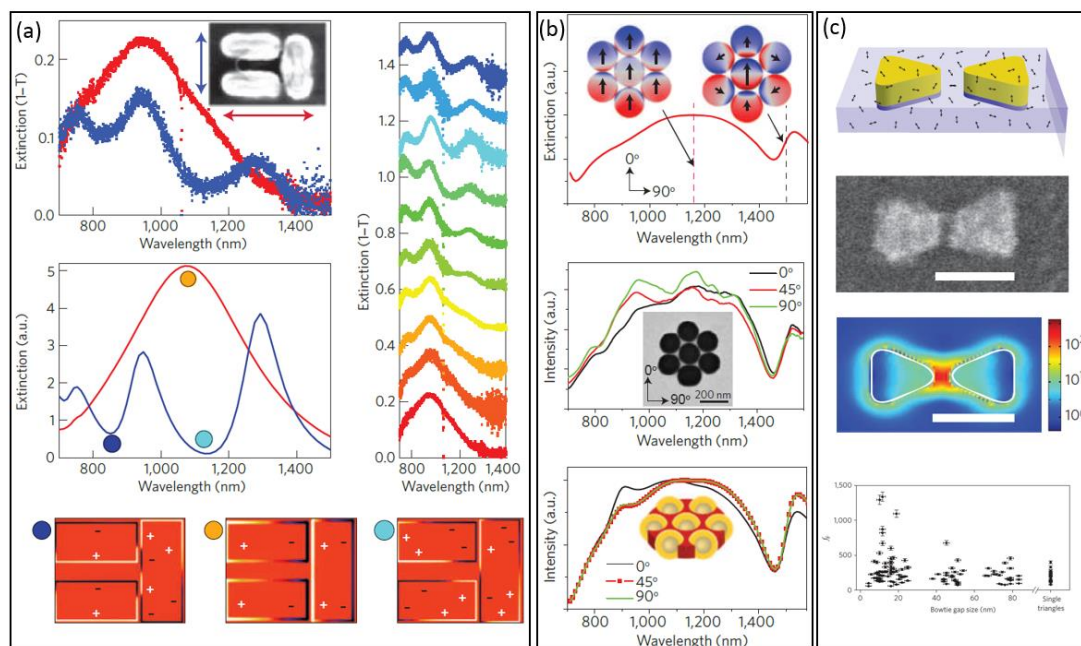 (a)
0.2
0.1
0.0
Extinction (1–T)
800
1,000
1,200
1,400
Wavelength (nm)
5
4
3
2
1
0
Extinction (a.u.)
800
1,000
1,200
1,400
Wavelength (nm)
1.4
1.2
1.0
0.8
0.6
0.4
0.2
0.0
Extinction (1–T)
800
1,000
1,200
1,400
Wavelength (nm)
- - -
+ + +
- - -
+ + +
- - -
+ + +
(b)
Extinction (a.u.)
0°
90°
800
1,000
1,200
1,400
Wavelength (nm)
Intensity (a.u.)
0°
45°
90°
0°
90°
200 nm
800
1,000
1,200
1,400
Wavelength (nm)
Intensity (a.u.)
0°
45°
90°
800
1,000
1,200
1,400
Wavelength (nm)
(c)
1,500
1,000
500
0
0
20
40
60
80
Single
triangles
Bowtie gap size (nm)